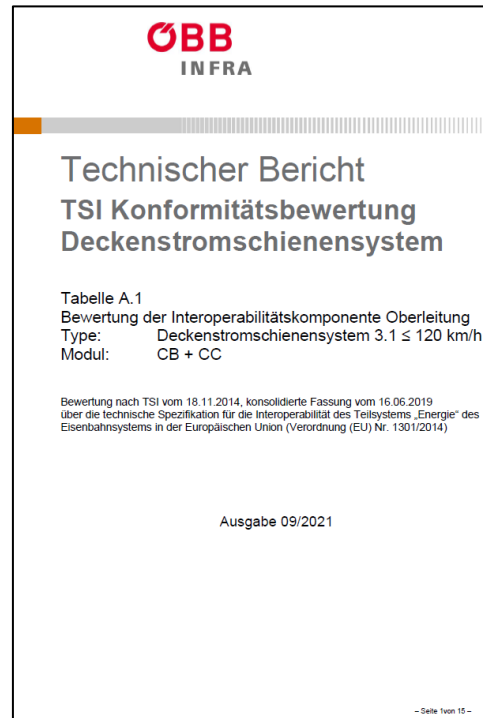 ÖBB
INFRA
Technischer Bericht
TSI Konformitätsbewertung
Deckenstromschienensystem
Tabelle A.1
Bewertung der Interoperabilitätskomponente Oberleitung
Type: Deckenstromschienensystem 3.1 ≤ 120 km/h
Modul: CB + CC
Bewertung nach TSI vom 18.11.2014, konsolidierte Fassung vom 16.06.2019
über die technische Spezifikation für die Interoperabilität des Teilsystems „Energie“ des
Eisenbahnsystems in der Europäischen Union (Verordnung (EU) Nr. 1301/2014)
Ausgabe 09/2021
– Seite 1von 15 –